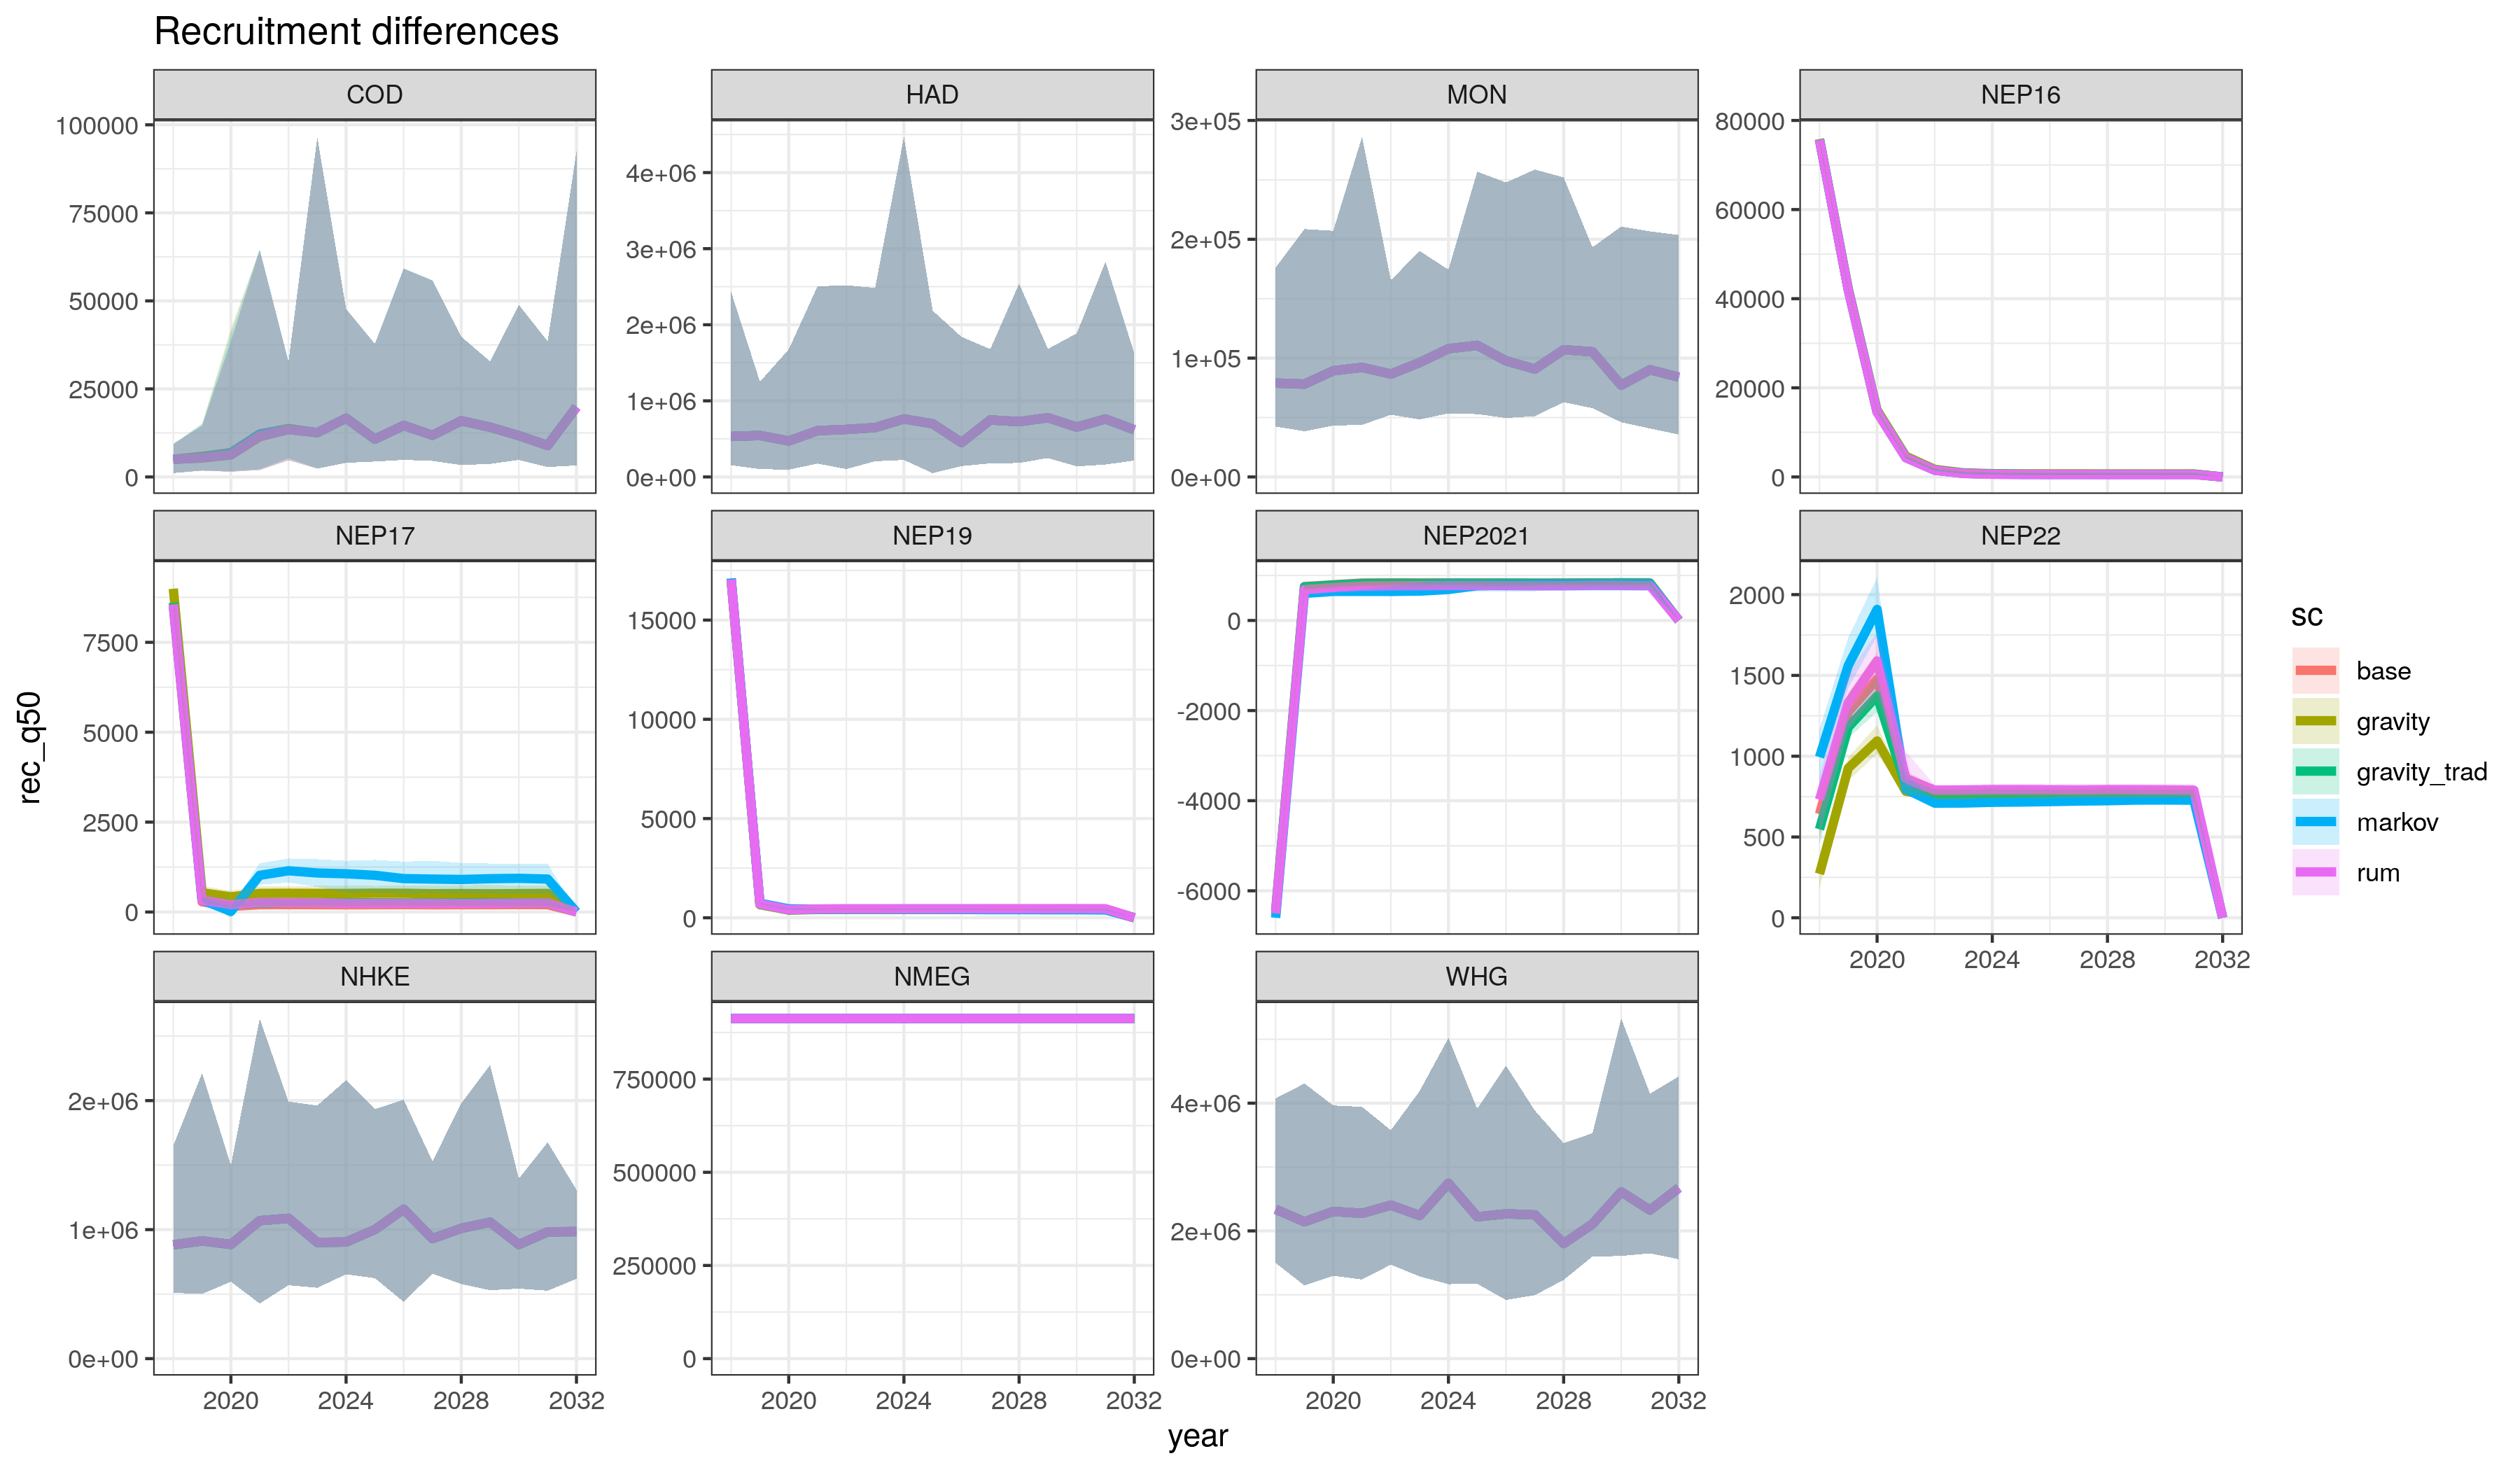 Recruitment differences
COD
HAD
MON
NEP16
100000
75000
50000
25000
0
4e+06
3e+06
2e+06
1e+06
0e+00
3e+05
2e+05
1e+05
0e+00
80000
60000
40000
20000
0
NEP17
NEP19
NEP2021
NEP22
7500
5000
2500
0
15000
10000
5000
0
0
-2000
-4000
-6000
2000
1500
1000
500
0
2020
2024
2028
2032
NHKE
NMEG
WHG
2e+06
1e+06
0e+00
750000
500000
250000
0
4e+06
2e+06
0e+00
2020
2024
2028
2032
2020
2024
2028
2032
2020
2024
2028
2032
year
rec_q50
sc
base
gravity
gravity_trad
markov
rum